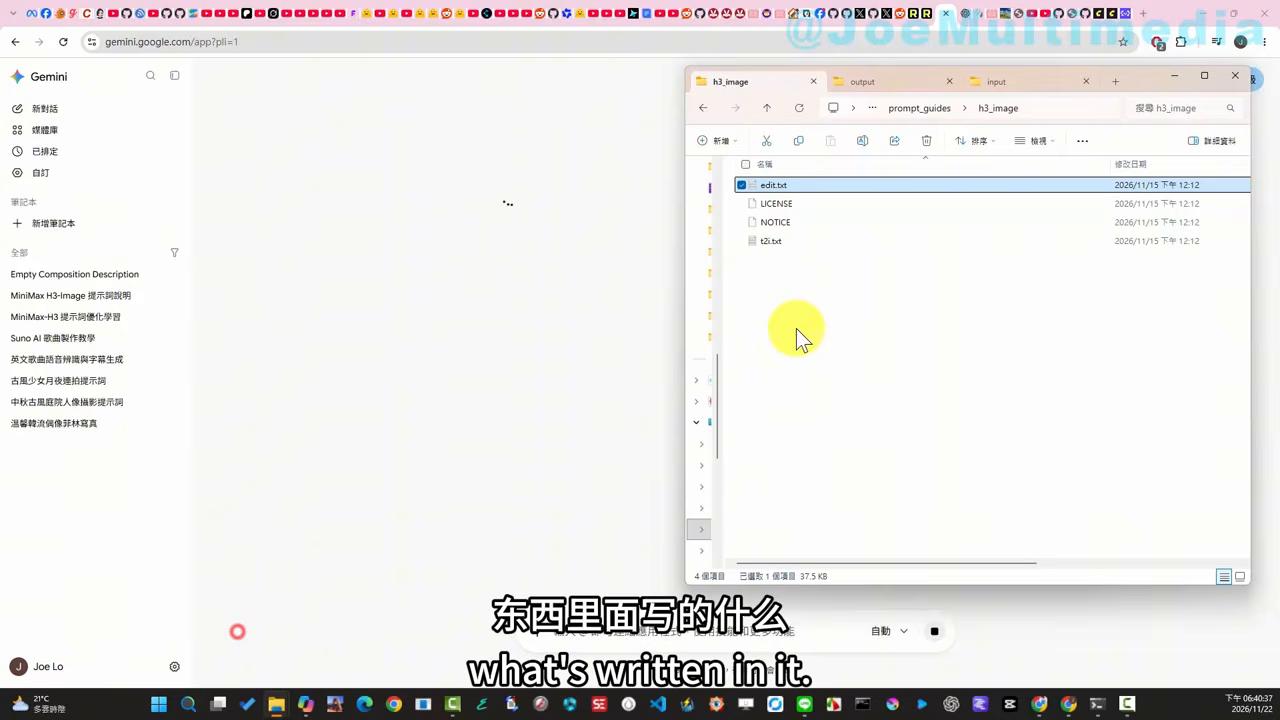 @JoeMultimedia
gemini.google.com/app?pli=1
Gemini
新對話
媒體庫
已排定
自訂
筆記本
新增筆記本
全部
Empty Composition Description
MiniMax H3-Image 提示詞說明
MiniMax-H3 提示詞優化學習
Suno AI 歌曲製作教學
英文歌曲語音辨識與字幕生成
古風少女月夜連拍提示詞
中秋古風庭院人像攝影提示詞
溫馨韓流偶像菲林寫真
J Joe Lo
h3_image
output
input
prompt_guides
h3_image
搜尋 h3_image
新增
排序
檢視
詳細資料
名稱
修改日期
edit.txt 2026/11/15 下午 12:12
LICENSE 2026/11/15 下午 12:12
NOTICE 2026/11/15 下午 12:12
t2i.txt 2026/11/15 下午 12:12
4 個項目 已選取 1 個項目 37.5 KB
自動
东西里面写的什么
what's written in it.
21°C
多雲時陰
下午 06:40:37
2026/11/22